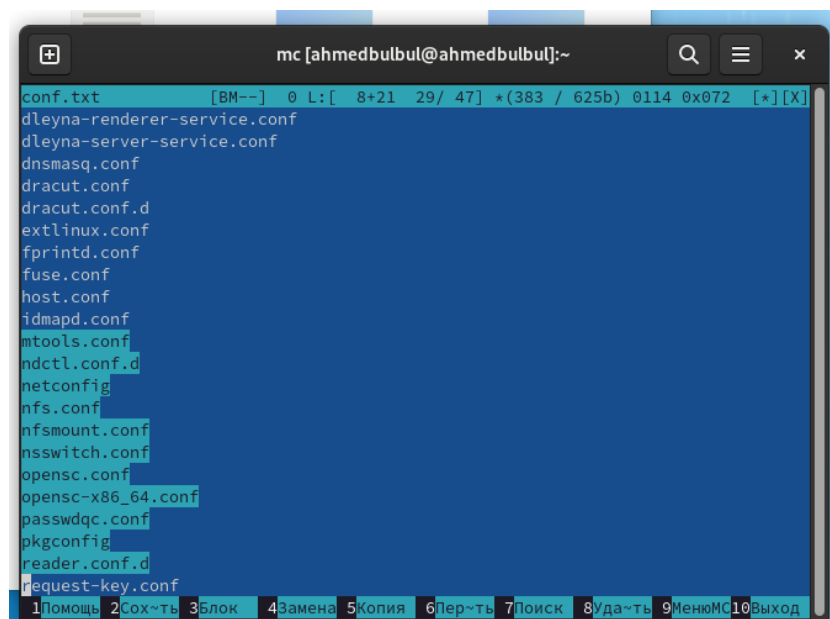 mc [ahmedbulbul@ahmedbulbul]:~
conf.txt [BM--] 0 L:[ 8+21 29/ 47] *(383 / 625b) 0114 0x072 [*][X]
dleyna-renderer-service.conf
dleyna-server-service.conf
dnsmasq.conf
dracut.conf
dracut.conf.d
extlinux.conf
fprintd.conf
fuse.conf
host.conf
idmapd.conf
mtools.conf
ndctl.conf.d
netconfig
nfs.conf
nfsmount.conf
nsswitch.conf
opensc.conf
opensc-x86_64.conf
passwdqc.conf
pkgconfig
reader.conf.d
request-key.conf
1Помощь 2Сох~ть 3Блок 4Замена 5Копия 6Пер~ть 7Поиск 8Уда~ть 9МенюMC10Выход